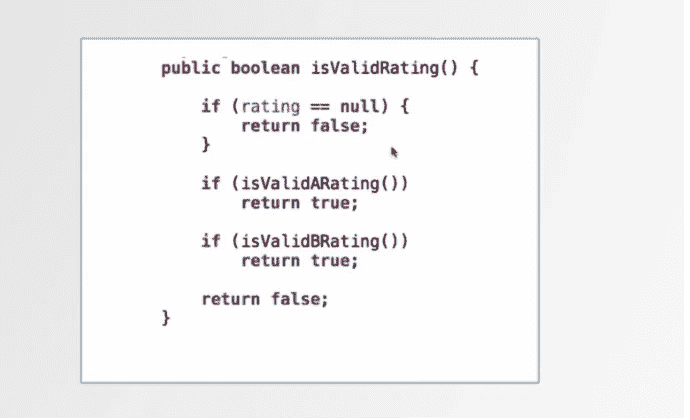 public boolean isValidRating() {
if (rating == null) {
return false;
}
if (isValidARating())
return true;
if (isValidBRating())
return true;
return false;
}